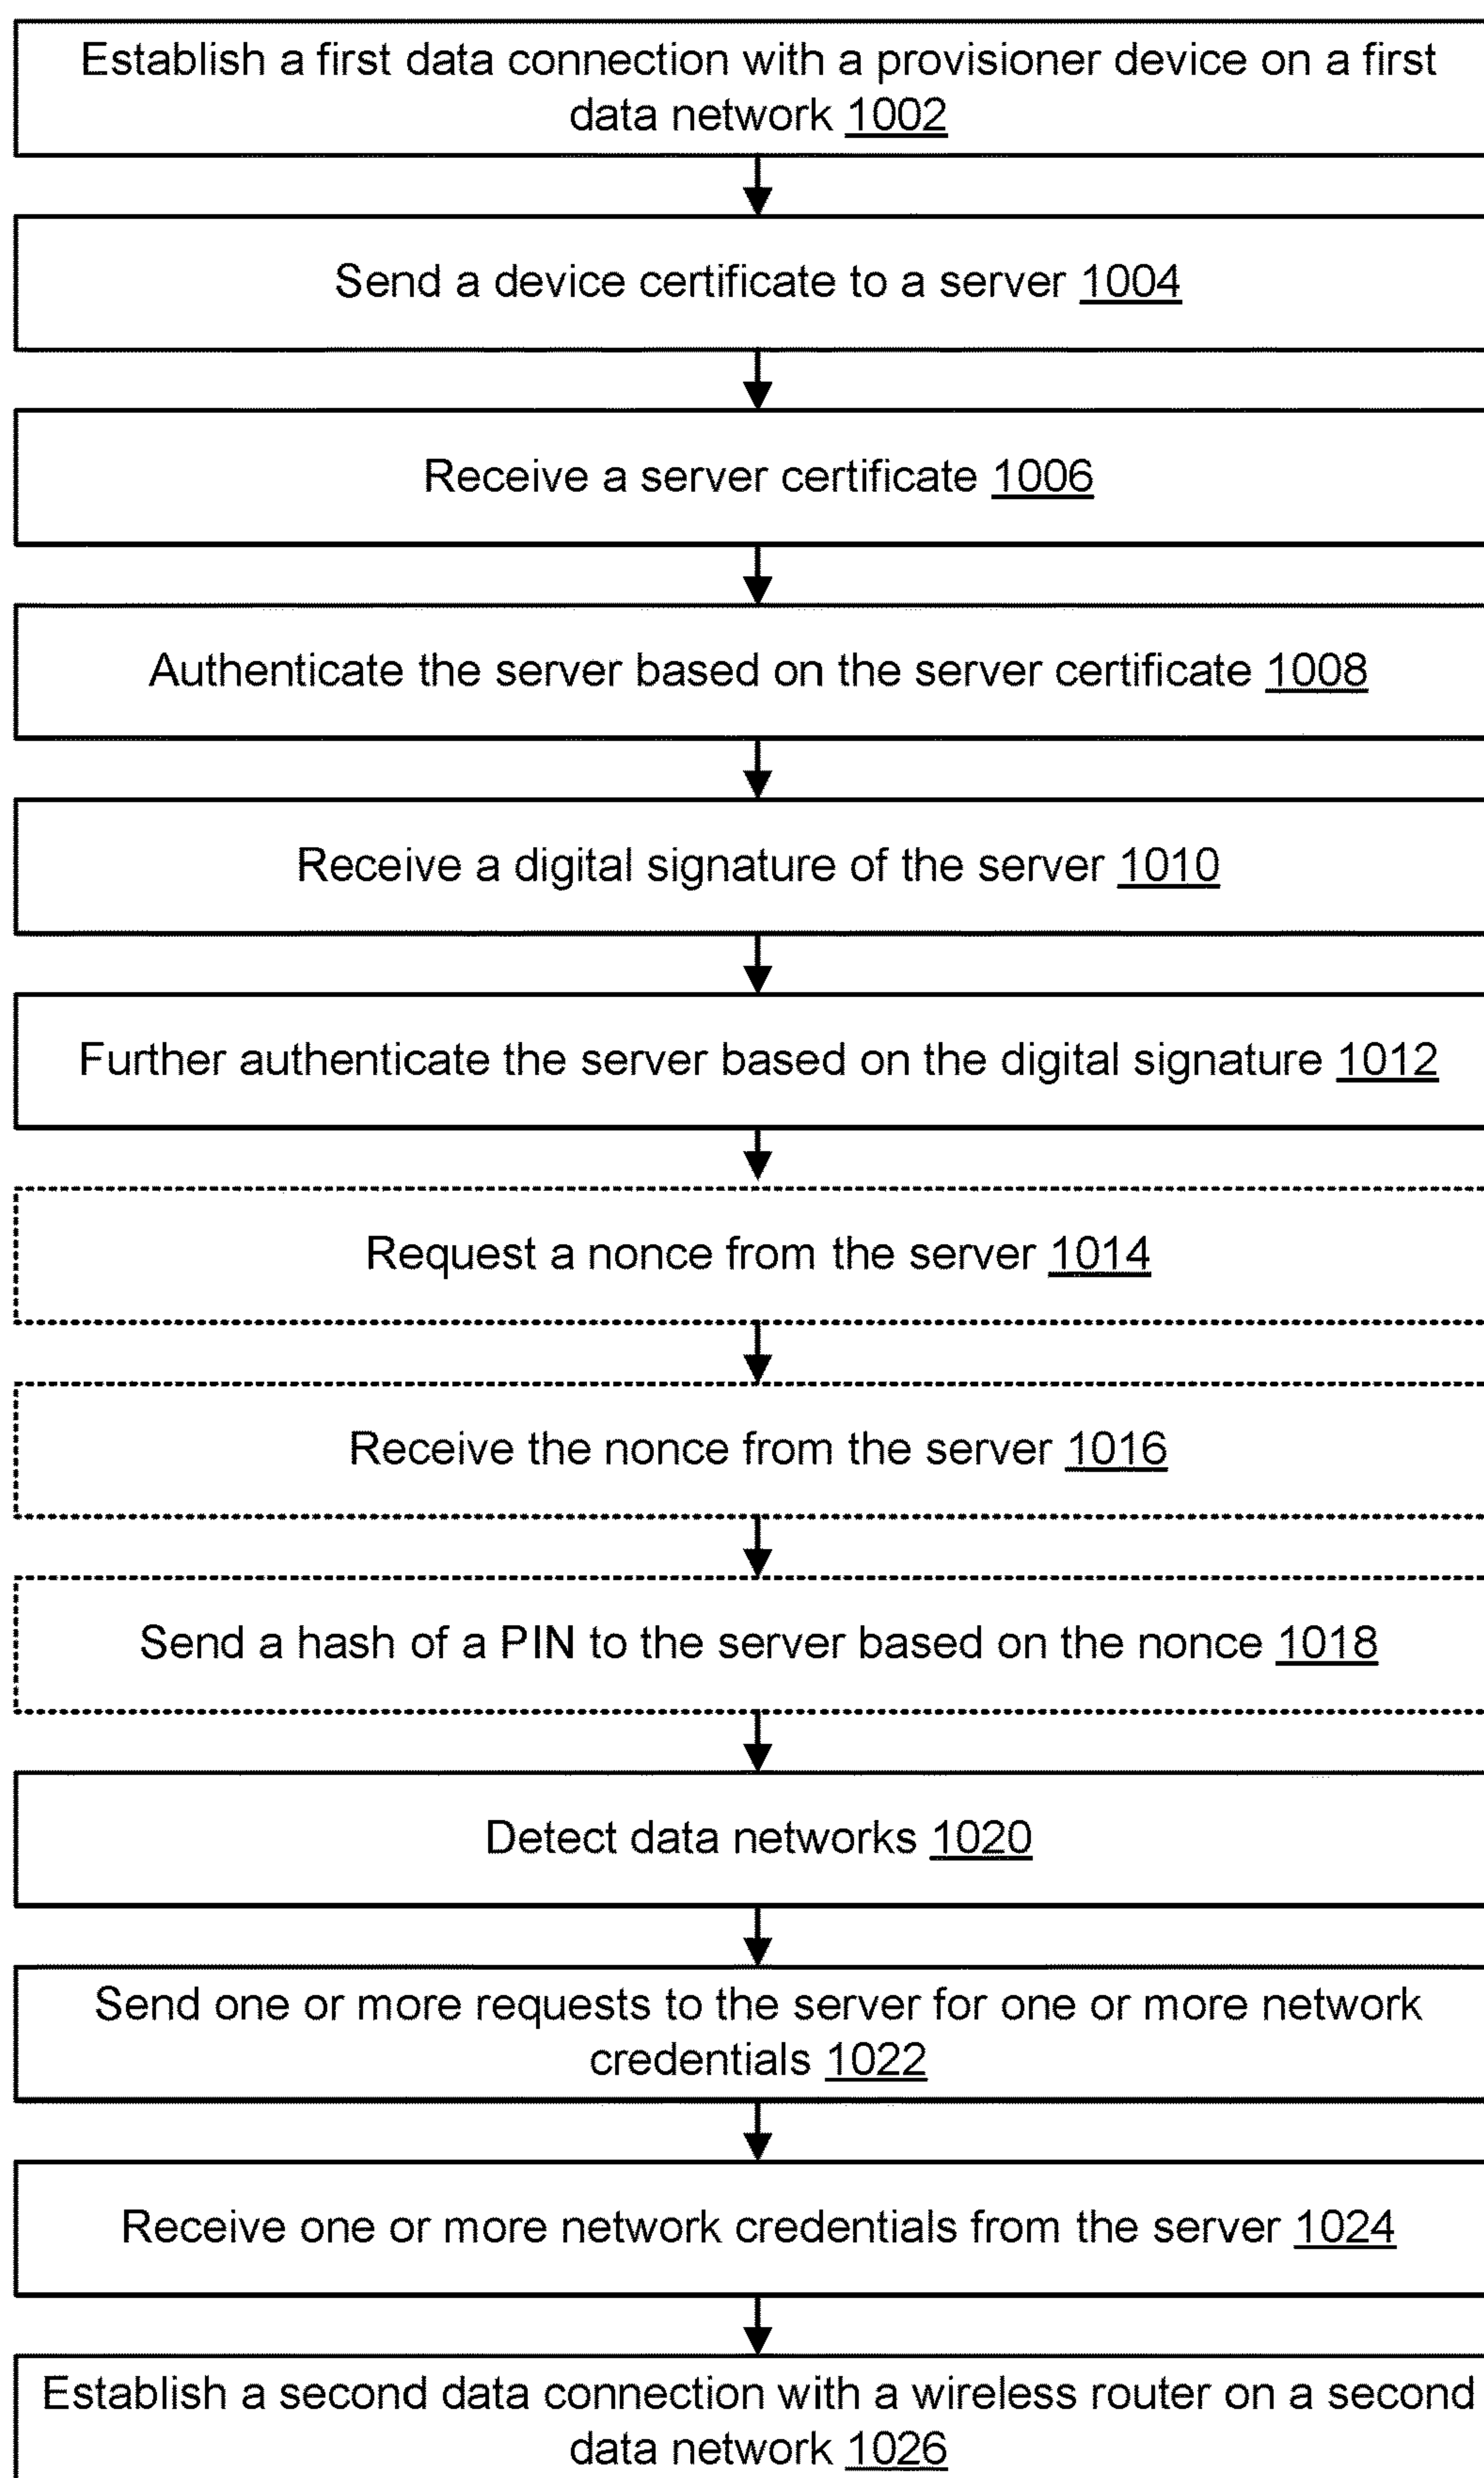 Establish a first data connection with a provisioner device on a first
data network 1002
Send a device certificate to a server 1004
Receive a server certificate 1006
Authenticate the server based on the server certificate 1008
Receive a digital signature of the server 1010
Further authenticate the server based on the digital signature 1012
Request a nonce from the server 1014
Receive the nonce from the server 1016
Send a hash of a PIN to the server based on the nonce 1018
Detect data networks 1020
Send one or more requests to the server for one or more network
credentials 1022
Receive one or more network credentials from the server 1024
Establish a second data connection with a wireless router on a second
data network 1026